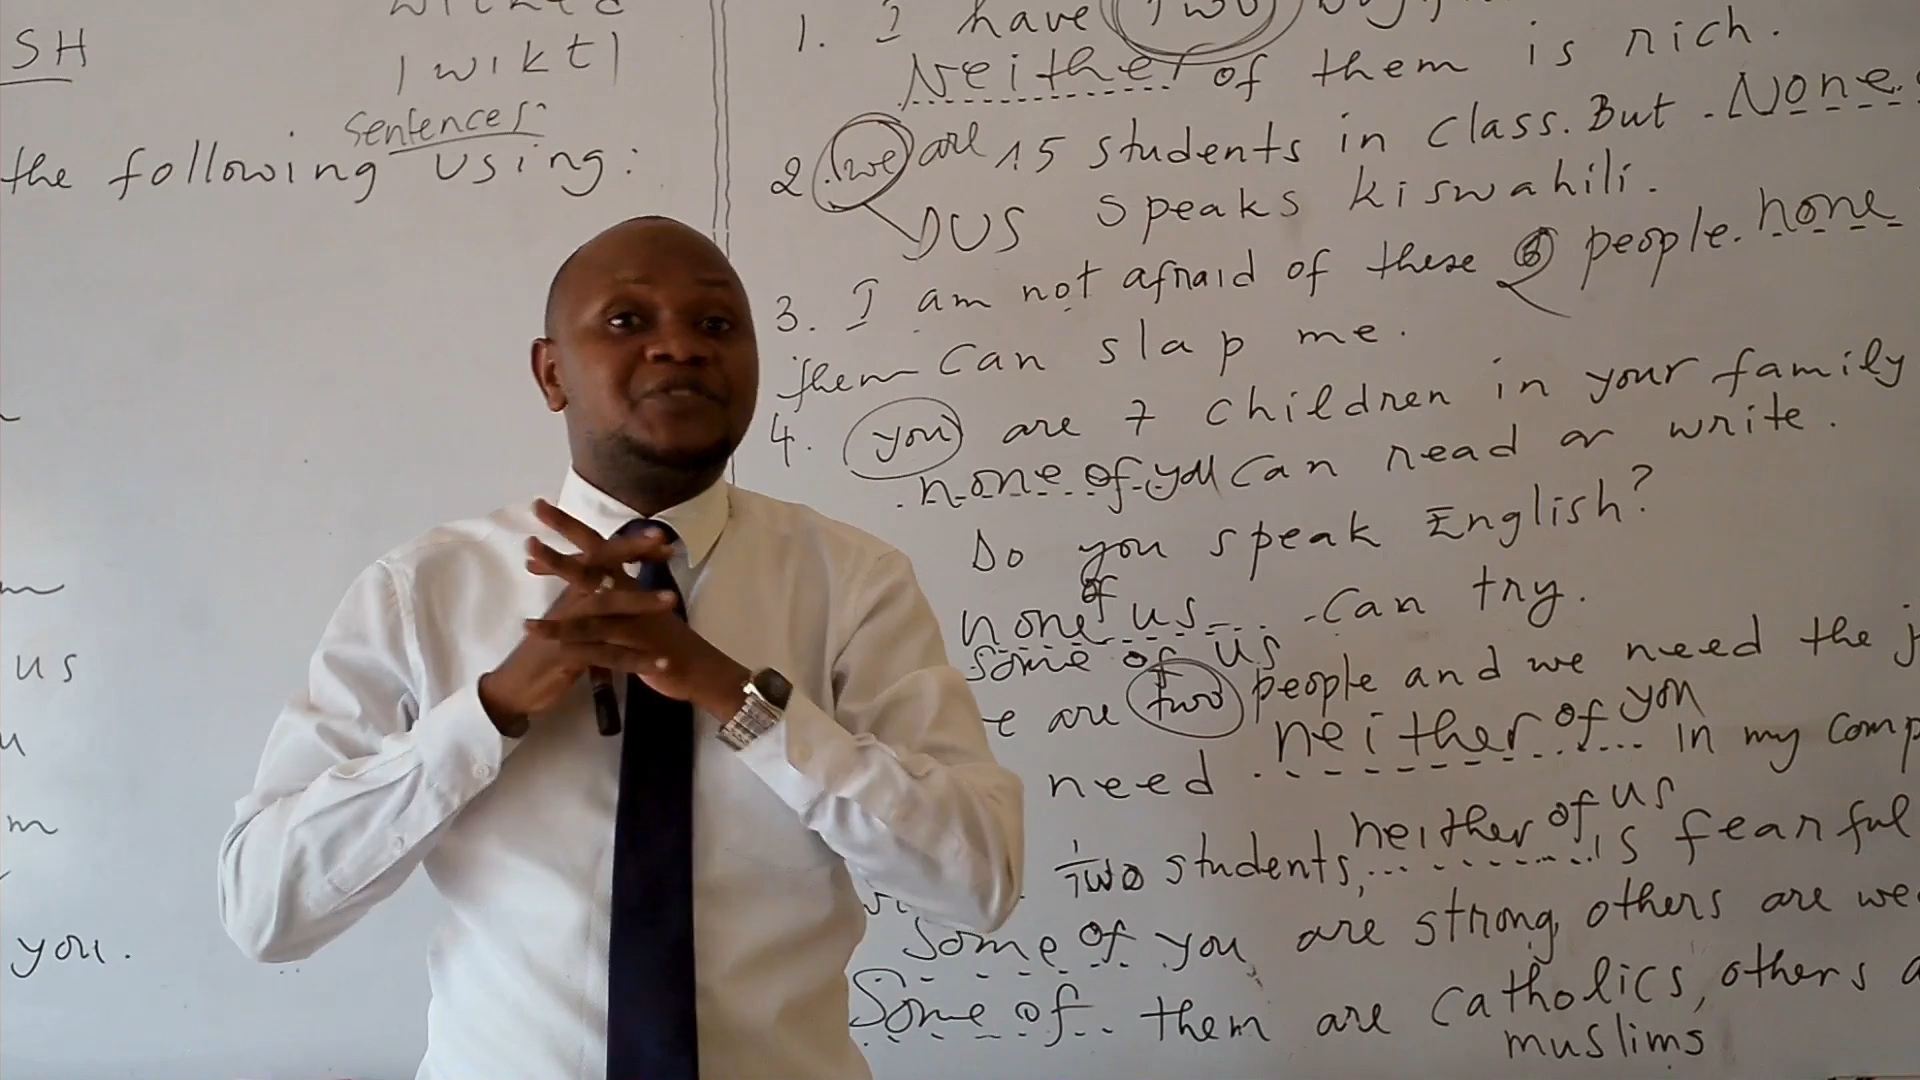 SH
|wikt|
Sentences
the following using:
m
us
u
m
you.
1. I have two
Neither of them is rich.
2 we are 15 students in class. But None
OUS speaks kiswahili.
3. I am not afraid of these people. none
them can slap me.
4. you are 7 children in your family
none of you can read or write.
Do you speak English?
none of us can try.
some of us
e are two people and we need the j
need neither of you in my comp
Two students, neither of us is fearful
Some of you are strong, others are we
Some of them are catholics, others a
muslims